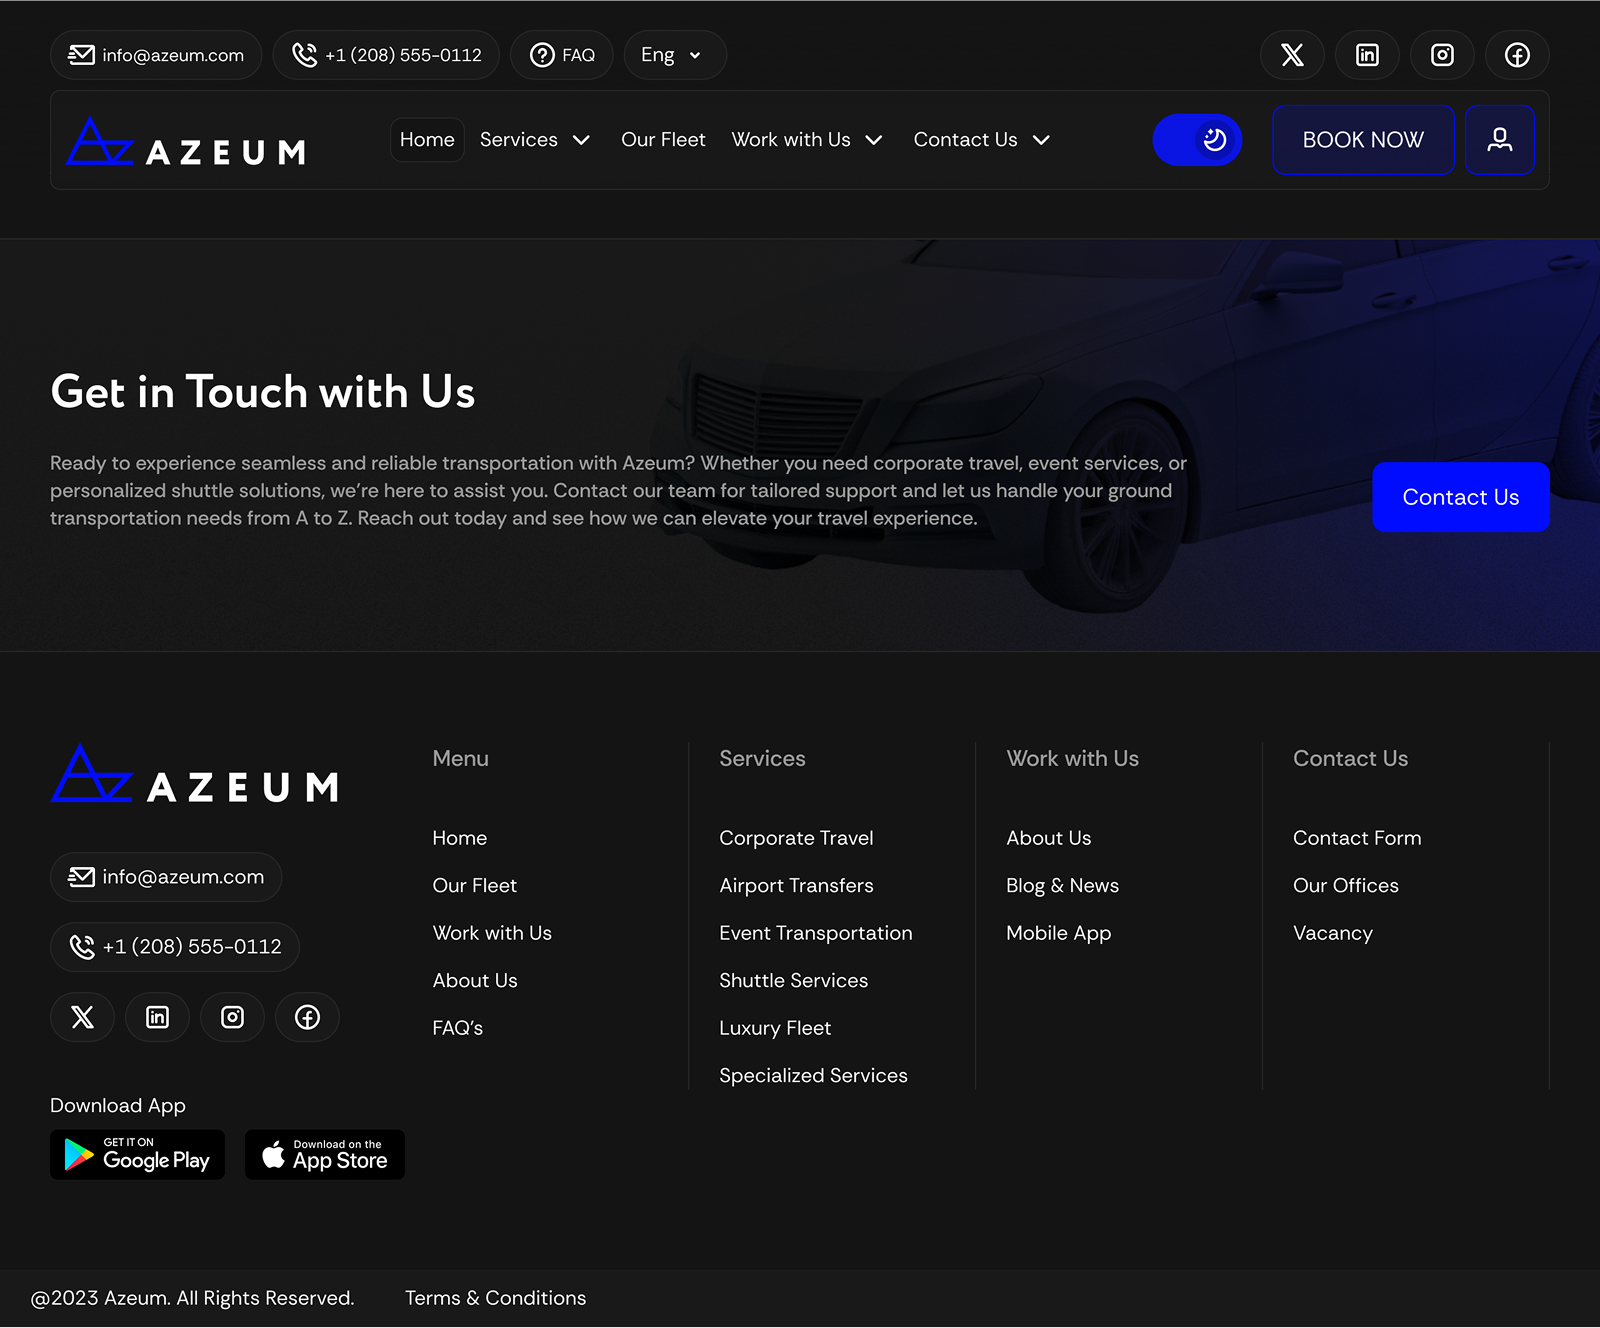 info@azeum.com
+1 (208) 555-0112
FAQ
Eng
AZEUM
Home
Services
Our Fleet
Work with Us
Contact Us
BOOK NOW
Get in Touch with Us
Ready to experience seamless and reliable transportation with Azeum? Whether you need corporate travel, event services, or
personalized shuttle solutions, we're here to assist you. Contact our team for tailored support and let us handle your ground
transportation needs from A to Z. Reach out today and see how we can elevate your travel experience.
Contact Us
AZEUM
info@azeum.com
+1 (208) 555-0112
Download App
GET IT ON
Google Play
Download on the
App Store
Menu
Home
Our Fleet
Work with Us
About Us
FAQ's
Services
Corporate Travel
Airport Transfers
Event Transportation
Shuttle Services
Luxury Fleet
Specialized Services
Work with Us
About Us
Blog & News
Mobile App
Contact Us
Contact Form
Our Offices
Vacancy
@2023 Azeum. All Rights Reserved.
Terms & Conditions